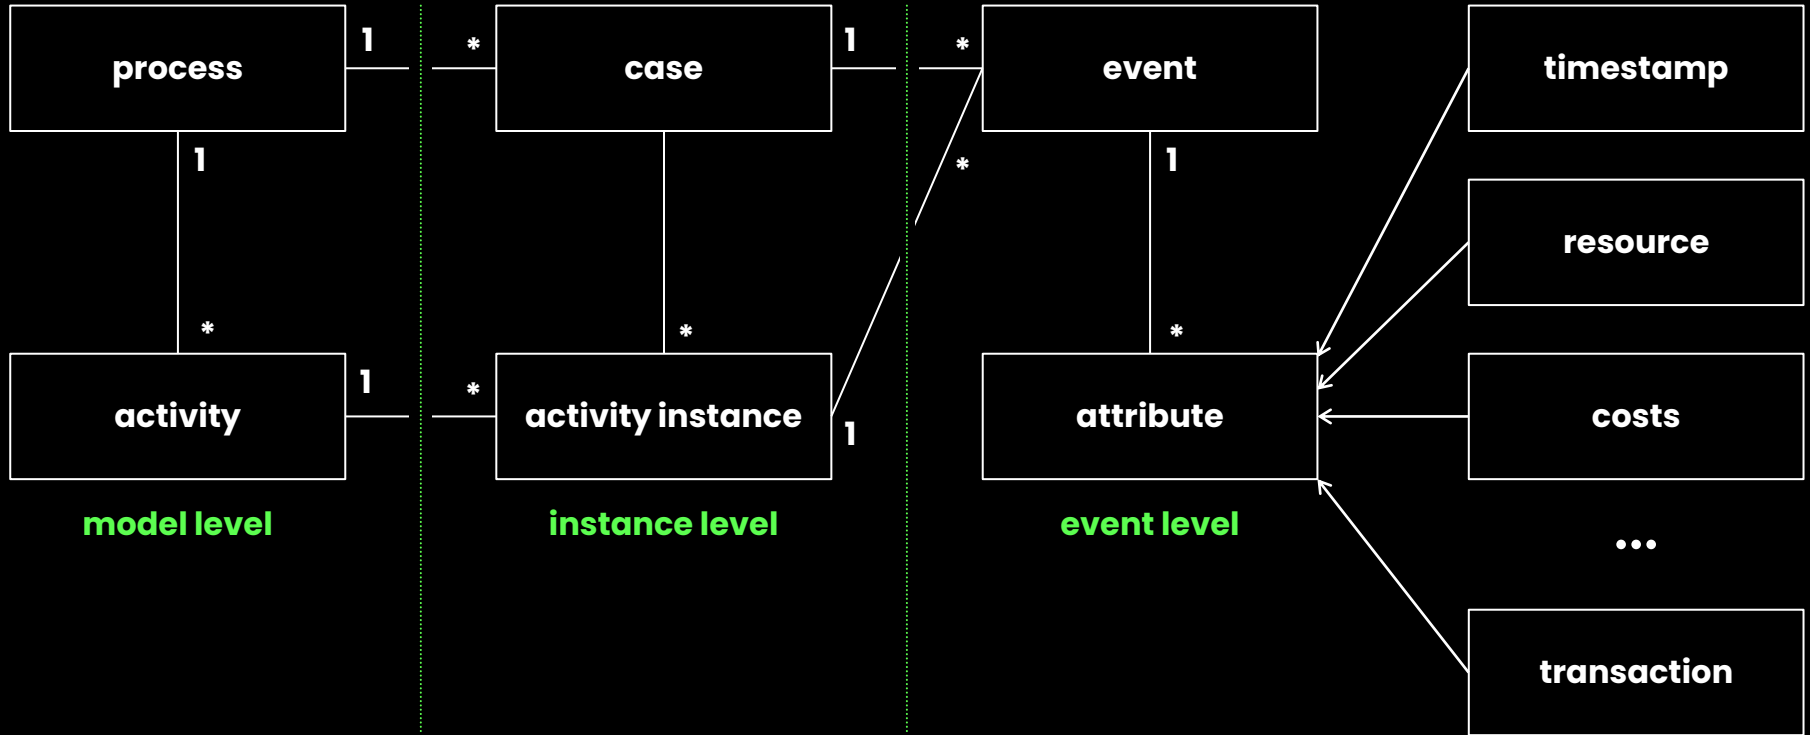 process
1
*
case
1
*
event
timestamp
1
*
1
resource
*
*
*
activity
1
*
activity instance
1
attribute
costs
model level
instance level
event level
...
transaction